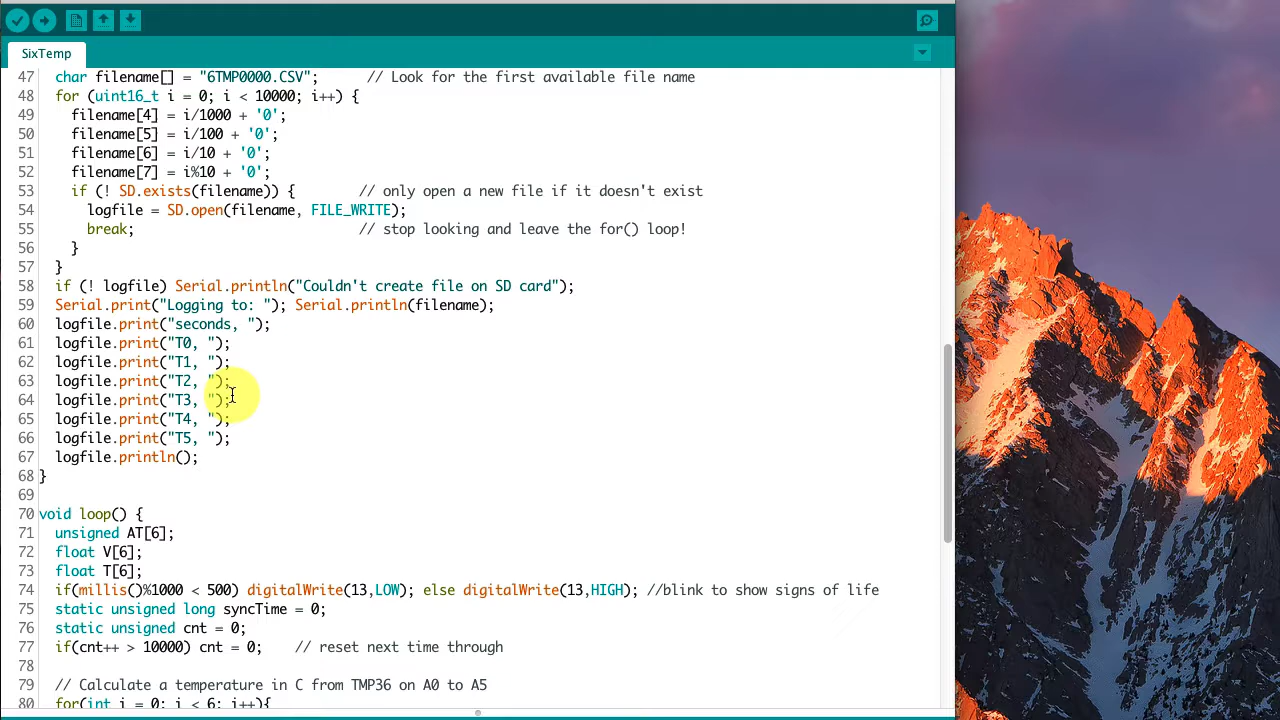 SixTemp
47 char filename[] = "6TMP0000.CSV"; // Look for the first available file name
48 for (uint16_t i = 0; i < 10000; i++) {
49 filename[4] = i/1000 + '0';
50 filename[5] = i/100 + '0';
51 filename[6] = i/10 + '0';
52 filename[7] = i%10 + '0';
53 if (! SD.exists(filename)) { // only open a new file if it doesn't exist
54 logfile = SD.open(filename, FILE_WRITE);
55 break; // stop looking and leave the for() loop!
56 }
57 }
58 if (! logfile) Serial.println("Couldn't create file on SD card");
59 Serial.print("Logging to: "); Serial.println(filename);
60 logfile.print("seconds, ");
61 logfile.print("T0, ");
62 logfile.print("T1, ");
63 logfile.print("T2, ");
64 logfile.print("T3, ");
65 logfile.print("T4, ");
66 logfile.print("T5, ");
67 logfile.println();
68 }
69
70 void loop() {
71 unsigned AT[6];
72 float V[6];
73 float T[6];
74 if(millis()%1000 < 500) digitalWrite(13,LOW); else digitalWrite(13,HIGH); //blink to show signs of life
75 static unsigned long syncTime = 0;
76 static unsigned cnt = 0;
77 if(cnt++ > 10000) cnt = 0; // reset next time through
78
79 // Calculate a temperature in C from TMP36 on A0 to A5
80 for(int i = 0; i < 6; i++){